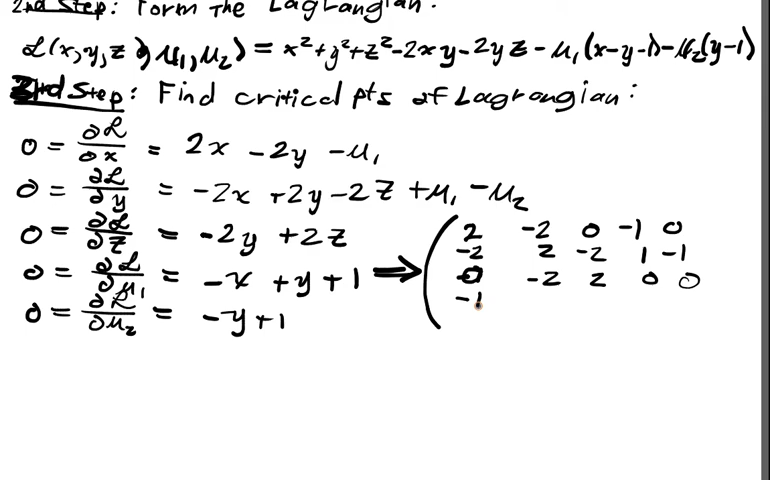 2nd Step: Form the Lagrangian:
ℒ(x,y,z,μ₁,μ₂) = x²+y²+z²-2xy-2yz-μ₁(x-y-1)-μ₂(y-1)
3rd Step: Find critical pts of Lagrangian:
0 = ∂ℒ/∂x = 2x -2y -μ₁
0 = ∂ℒ/∂y = -2x +2y -2z +μ₁ -μ₂
0 = ∂ℒ/∂z = -2y +2z
0 = ∂ℒ/∂μ₁ = -x +y +1 ⇒ (
0 = ∂ℒ/∂μ₂ = -y +1
2 -2 0 -1 0
-2 2 -2 1 -1
0 -2 2 0 0
-1